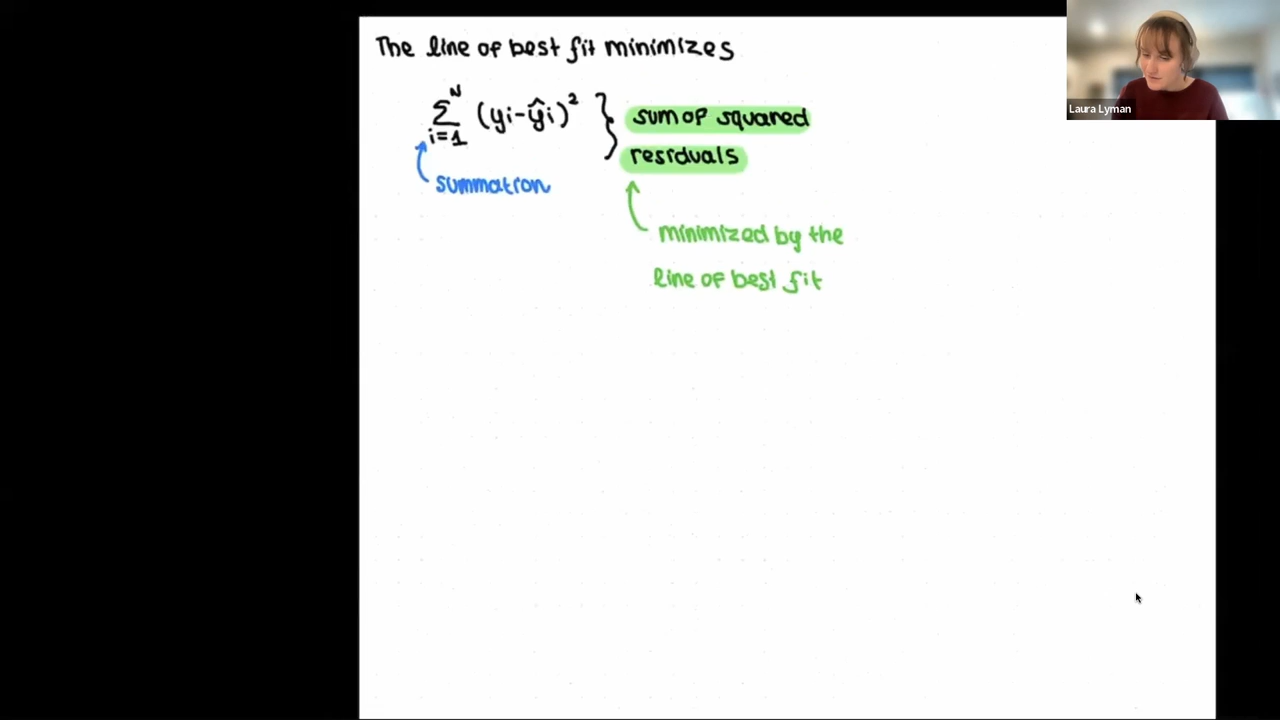 The line of best fit minimizes
N
Σ (yi-ŷi)² } sum of squared
i=1
residuals
summation
minimized by the
line of best fit
Laura Lyman